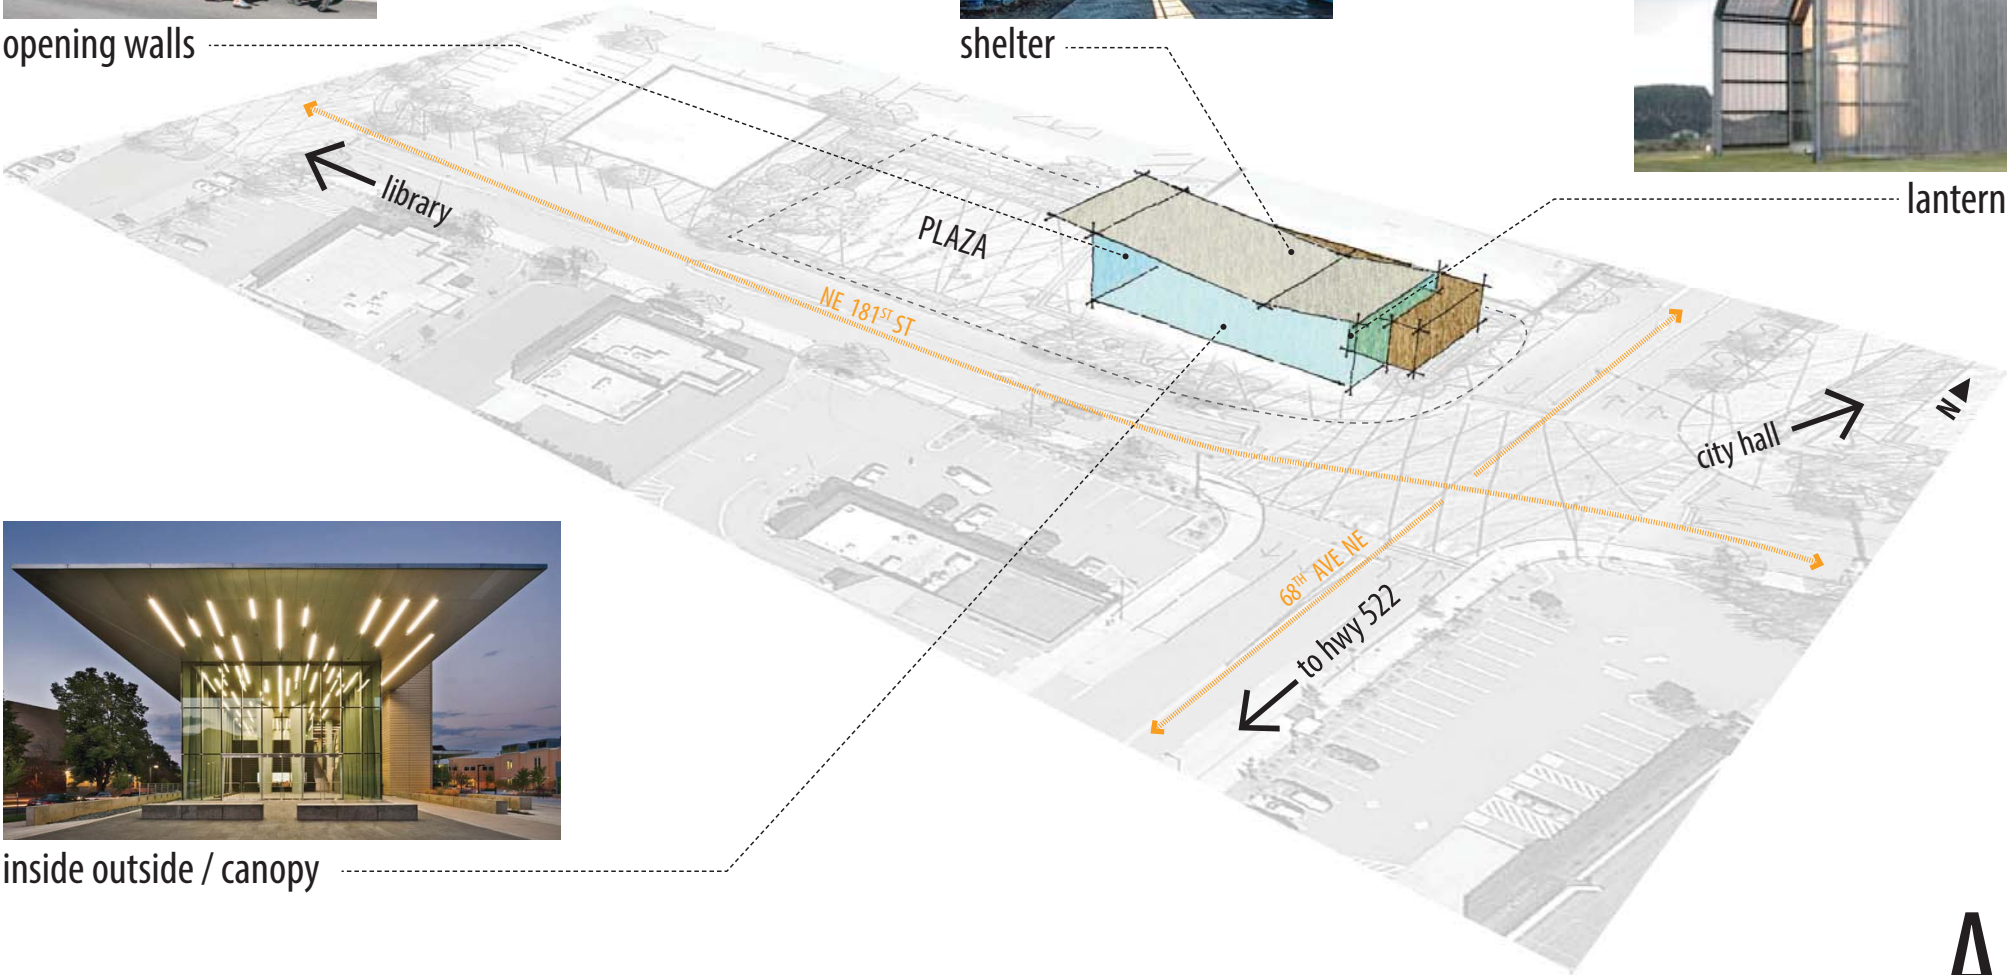 opening walls
shelter
lantern
library
PLAZA
NE 181ST ST
city hall
N
68TH AVE NE
to hwy 522
inside outside / canopy
A